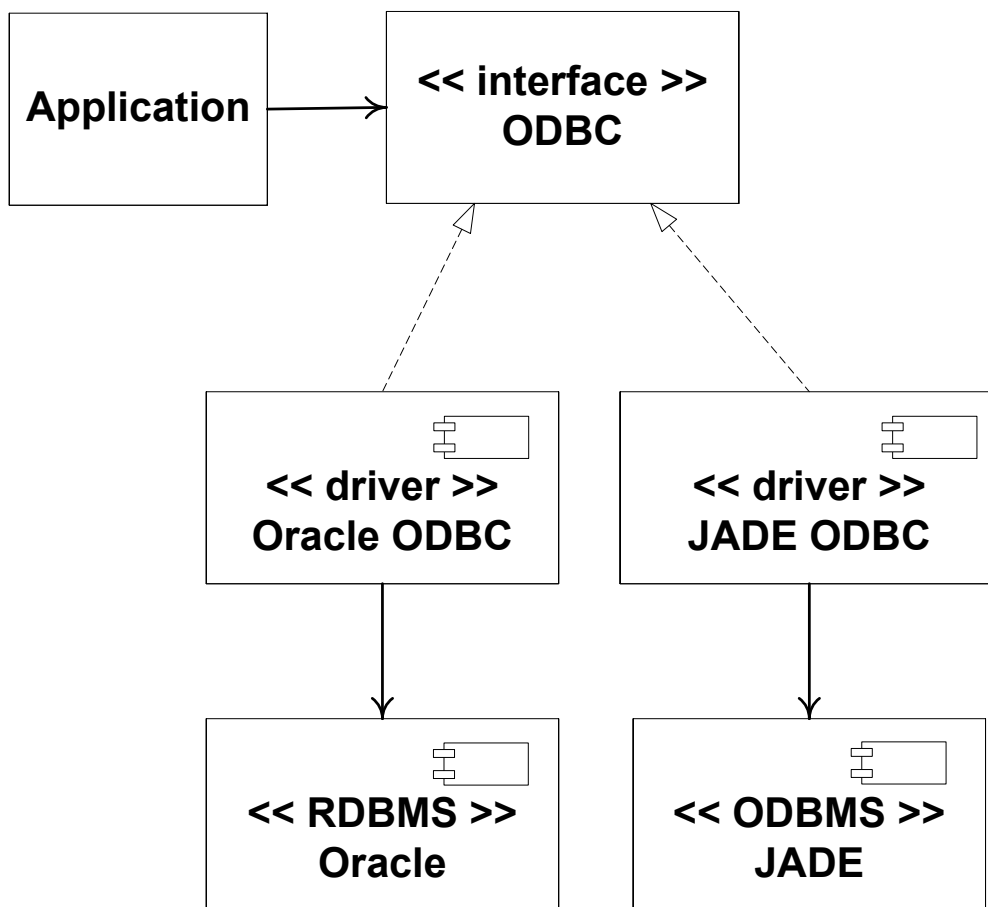 Application
<< interface >>
ODBC
<< driver >>
Oracle ODBC
<< driver >>
JADE ODBC
<< RDBMS >>
Oracle
<< ODBMS >>
JADE